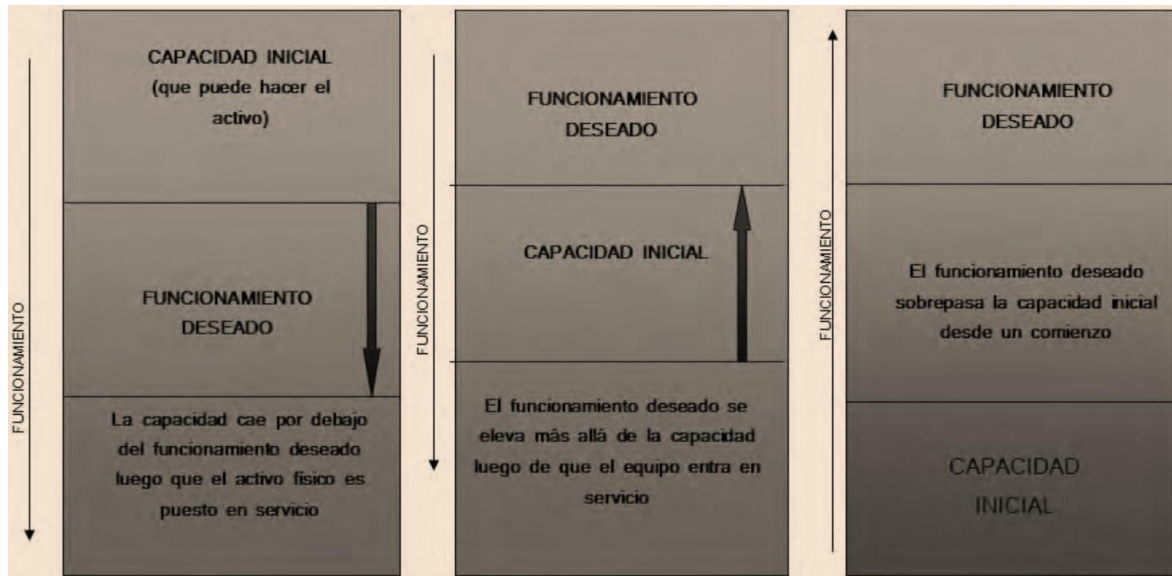 FUNCIONAMIENTO
CAPACIDAD INICIAL
(que puede hacer el
activo)
FUNCIONAMIENTO
DESEADO
La capacidad cae por debajo
del funcionamiento deseado
luego que el activo físico es
puesto en servicio
FUNCIONAMIENTO
FUNCIONAMIENTO
DESEADO
CAPACIDAD INICIAL
El funcionamiento deseado se
eleva más allá de la capacidad
luego de que el equipo entra en
servicio
FUNCIONAMIENTO
FUNCIONAMIENTO
DESEADO
El funcionamiento deseado
sobrepasa la capacidad inicial
desde un comienzo
CAPACIDAD
INICIAL